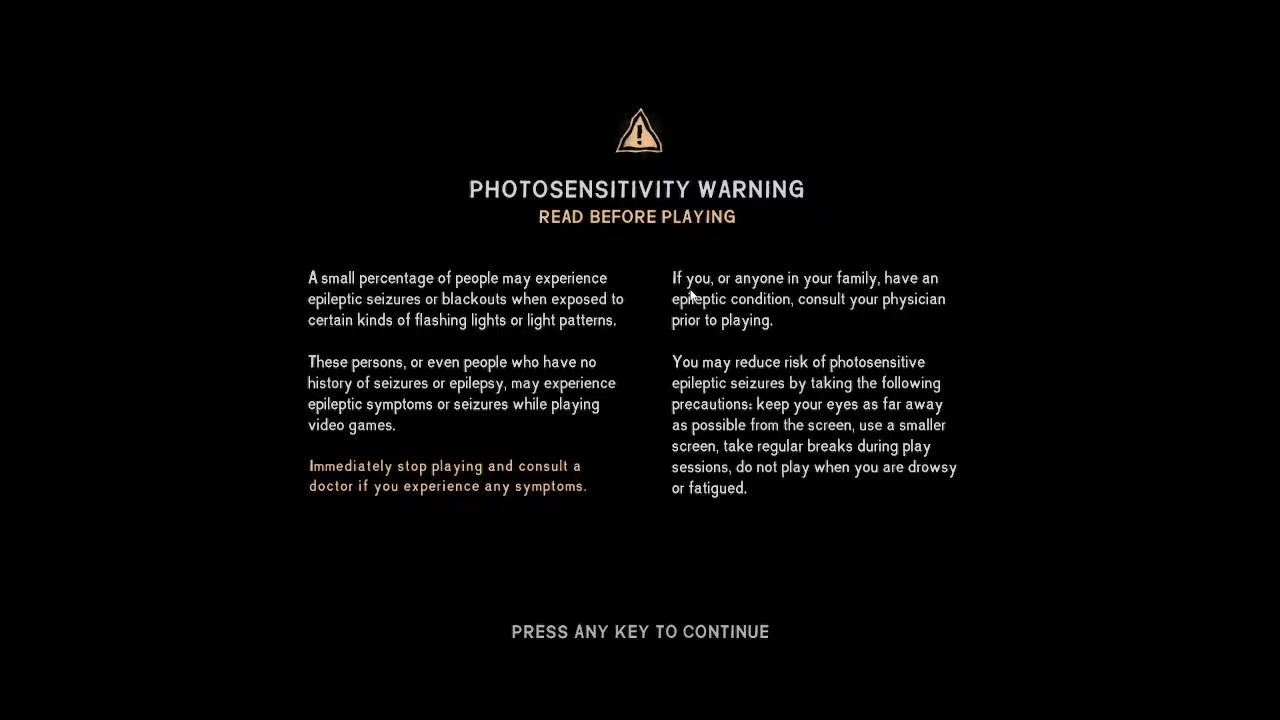 PHOTOSENSITIVITY WARNING
READ BEFORE PLAYING
A small percentage of people may experience
epileptic seizures or blackouts when exposed to
certain kinds of flashing lights or light patterns.
These persons, or even people who have no
history of seizures or epilepsy, may experience
epileptic symptoms or seizures while playing
video games.
Immediately stop playing and consult a
doctor if you experience any symptoms.
If you, or anyone in your family, have an
epileptic condition, consult your physician
prior to playing.
You may reduce risk of photosensitive
epileptic seizures by taking the following
precautions: keep your eyes as far away
as possible from the screen, use a smaller
screen, take regular breaks during play
sessions, do not play when you are drowsy
or fatigued.
PRESS ANY KEY TO CONTINUE